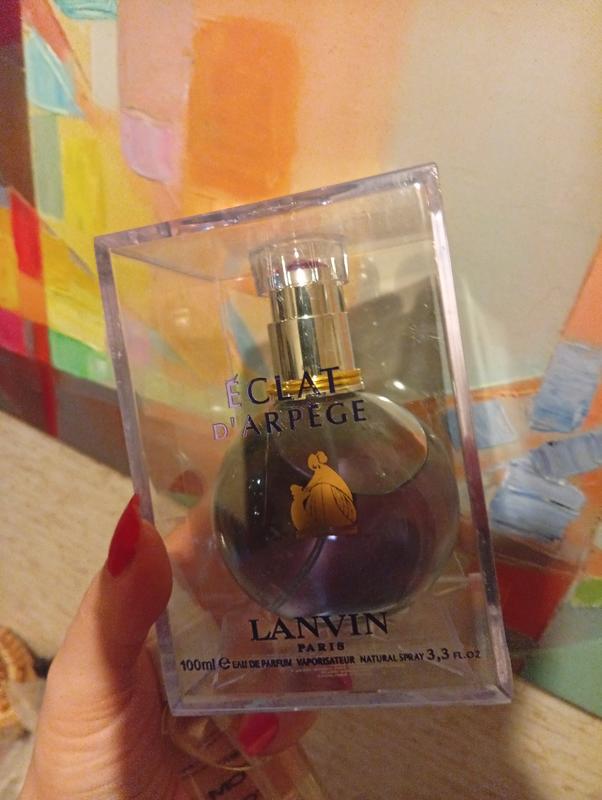 ÉCLAT
D'ARPÈGE
LANVIN
PARIS
100ml e EAU DE PARFUM VAPORISATEUR NATURAL SPRAY 3,3 FL.OZ